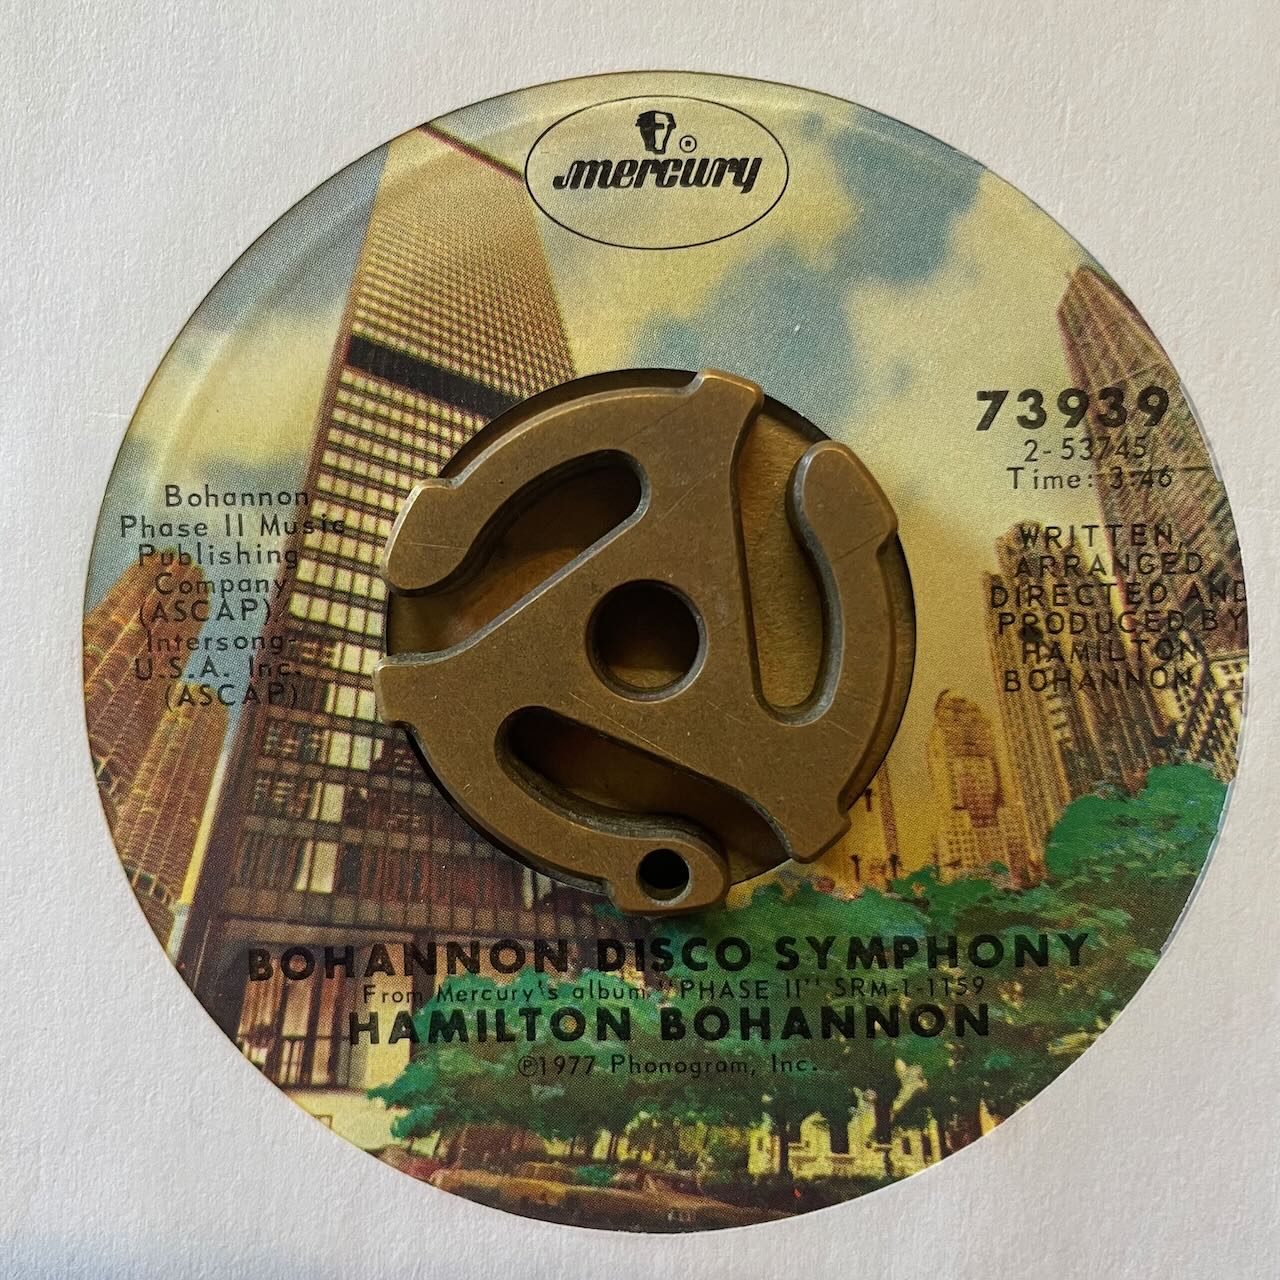 mercury
73939
2-53745
Time: 3:46
Bohannon
Phase II Music
Publishing
Company
(ASCAP)/
Intersong-
U.S.A. Inc.
(ASCAP)
WRITTEN,
ARRANGED,
DIRECTED AND
PRODUCED BY
HAMILTON
BOHANNON
BOHANNON DISCO SYMPHONY
From Mercury's album "PHASE II" SRM-1-1159
HAMILTON BOHANNON
℗1977 Phonogram, Inc.